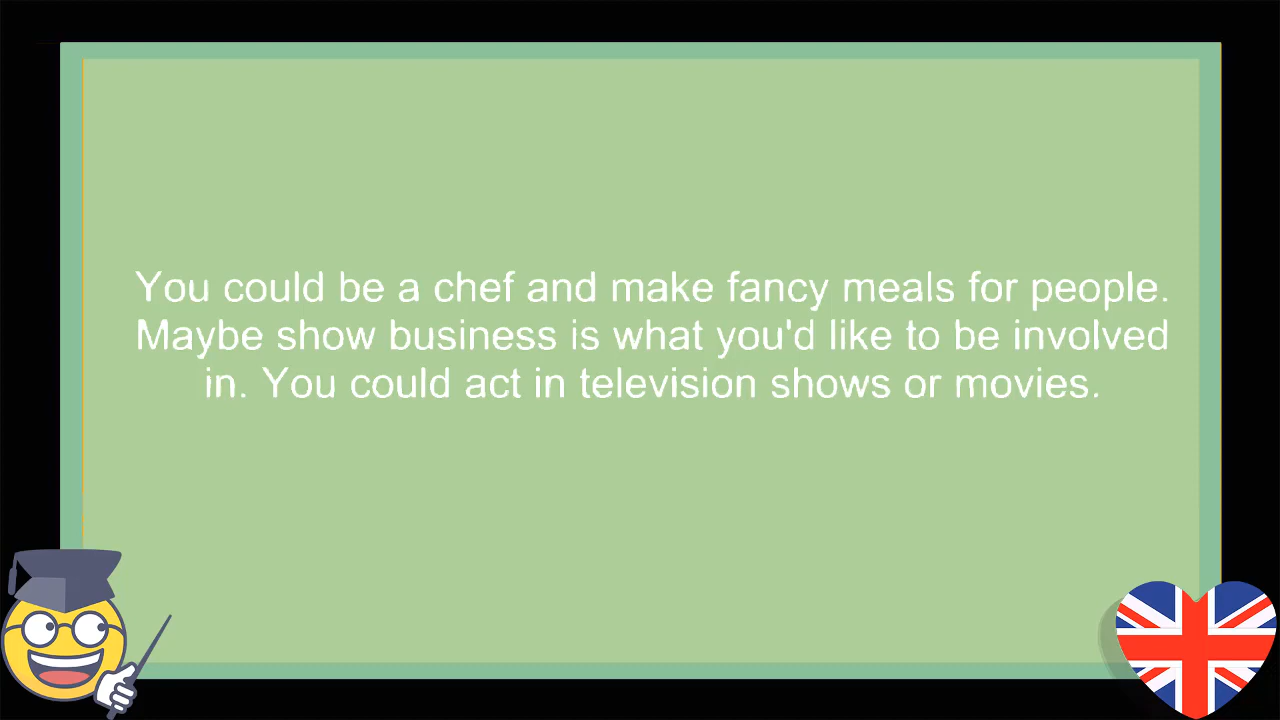 You could be a chef and make fancy meals for people.
Maybe show business is what you'd like to be involved
in. You could act in television shows or movies.